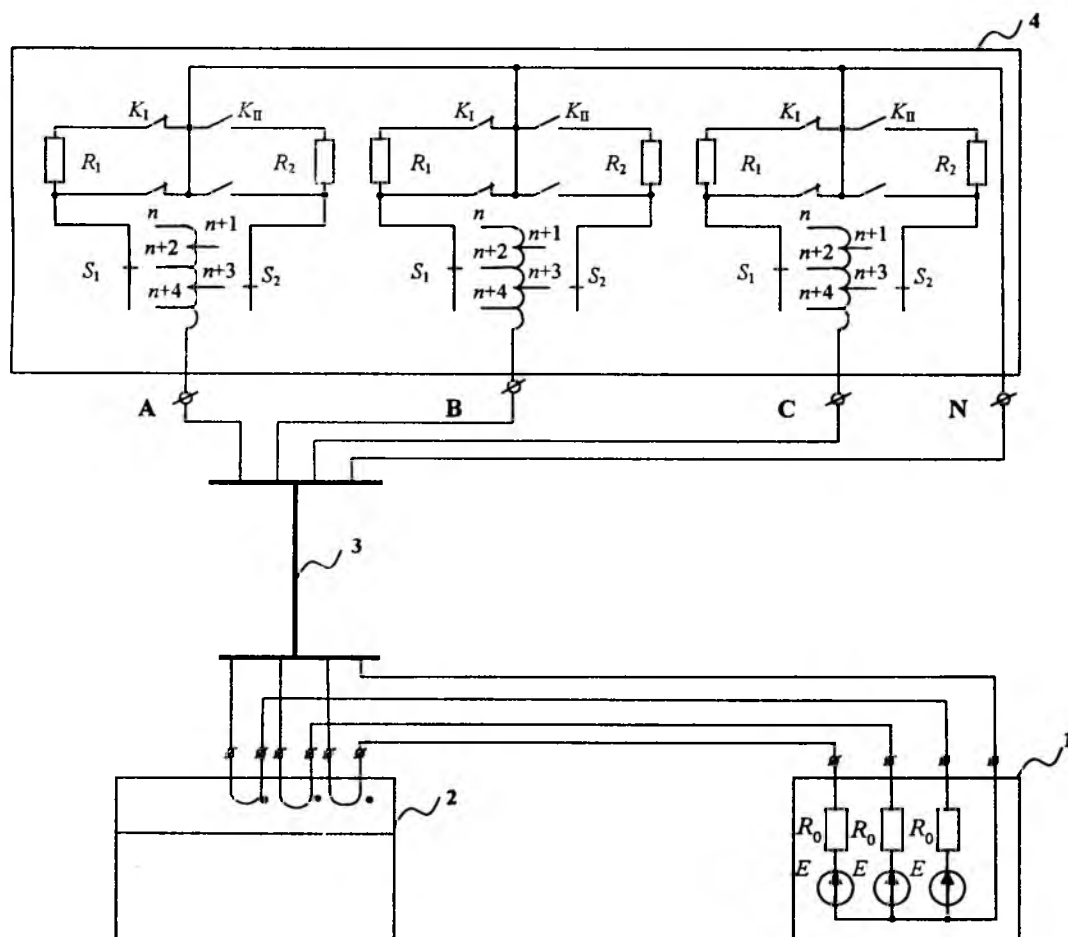 4
K_I K_II K_I K_II K_I K_II
R_1 R_2 R_1 R_2 R_1 R_2
n n n
n+1 n+1 n+1
n+2 n+2 n+2
S_1 n+3 S_2 S_1 n+3 S_2 S_1 n+3 S_2
n+4 n+4 n+4
A B C N
3
1
2
R_0 R_0 R_0
E E E